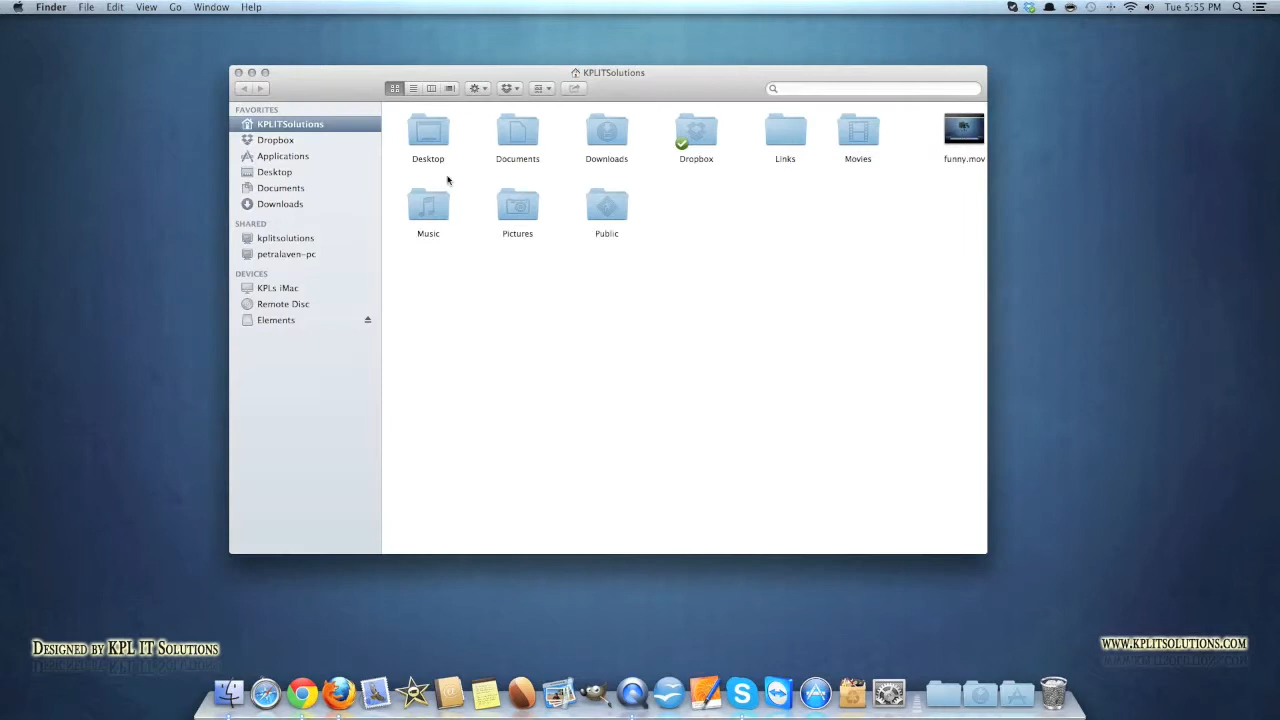 Finder File Edit View Go Window Help Tue 5:55 PM
KPLITSolutions
FAVORITES
KPLITSolutions
Dropbox
Applications
Desktop
Documents
Downloads
SHARED
kplitsolutions
petralaven-pc
DEVICES
KPLs iMac
Remote Disc
Elements
Desktop Documents Downloads Dropbox Links Movies funny.mov
Music Pictures Public
DESIGNED BY KPL IT SOLUTIONS
WWW.KPLITSOLUTIONS.COM